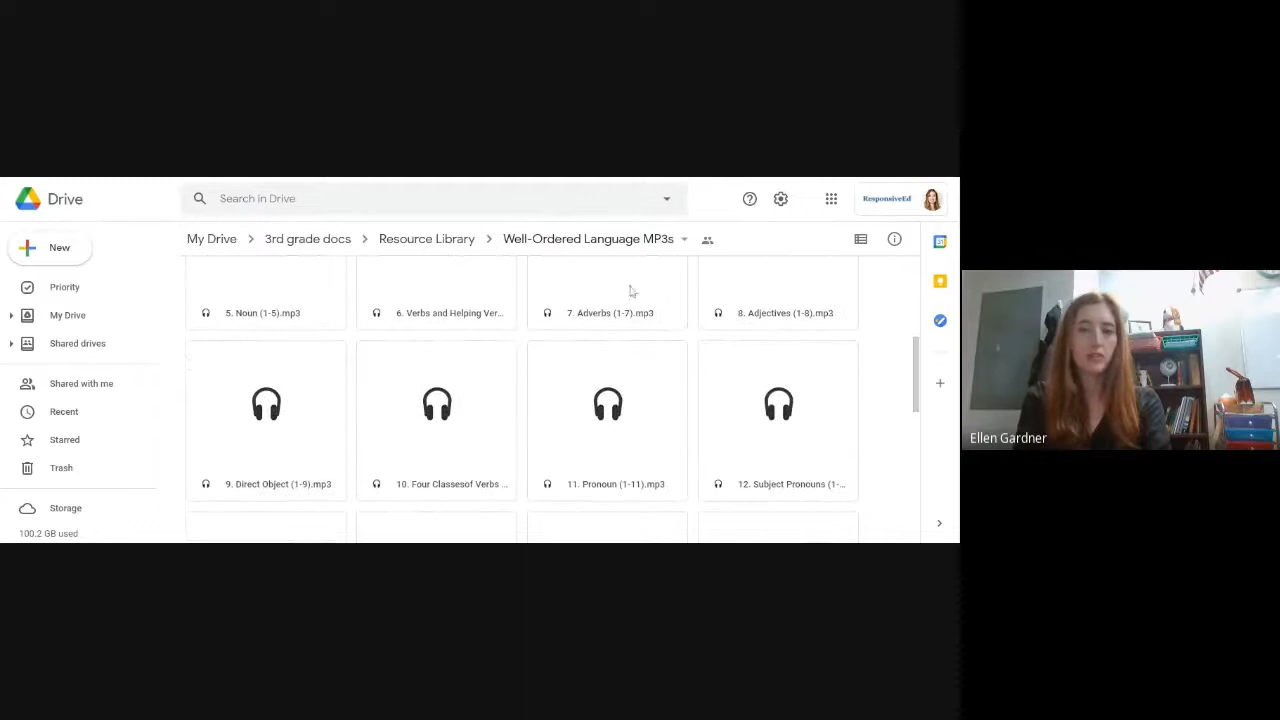 Drive
Search in Drive
ResponsiveEd
New
My Drive
3rd grade docs
Resource Library
Well-Ordered Language MP3s
Priority
My Drive
Shared drives
Shared with me
Recent
Starred
Trash
Storage
100.2 GB used
5. Noun (1-5).mp3
6. Verbs and Helping Ver...
7. Adverbs (1-7).mp3
8. Adjectives (1-8).mp3
9. Direct Object (1-9).mp3
10. Four Classesof Verbs ...
11. Pronoun (1-11).mp3
12. Subject Pronouns (1-...
Ellen Gardner